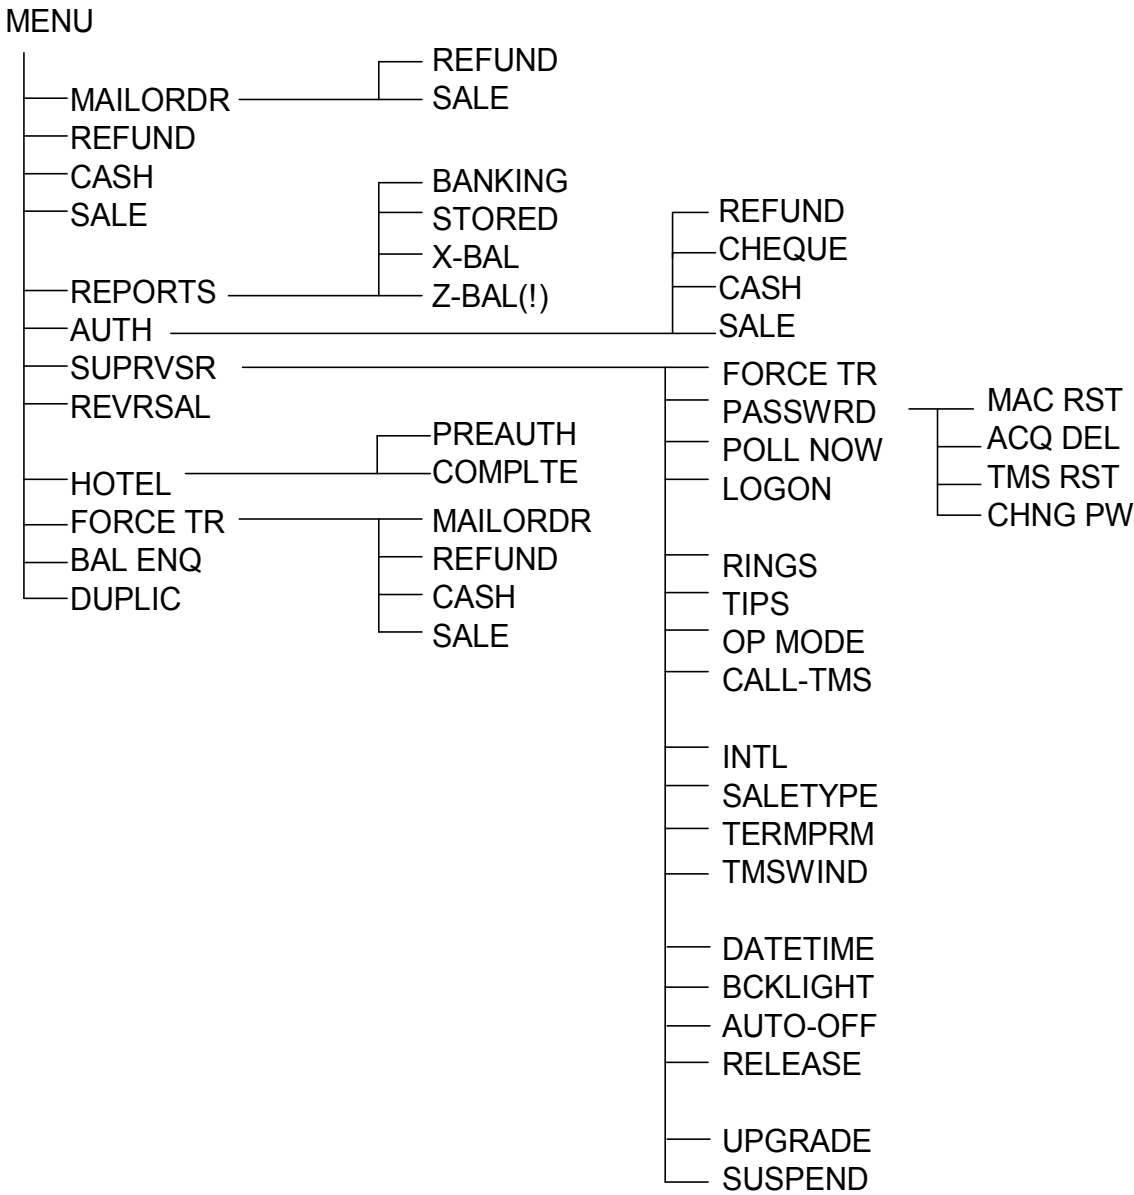 MENU
MAILORDR
REFUND
CASH
SALE
REPORTS
AUTH
SUPRVSR
REVRSAL
HOTEL
FORCE TR
BAL ENQ
DUPLIC
REFUND
SALE
BANKING
STORED
X-BAL
Z-BAL(!)
PREAUTH
COMPLTE
MAILORDR
REFUND
CASH
SALE
REFUND
CHEQUE
CASH
SALE
FORCE TR
PASSWRD
POLL NOW
LOGON
RINGS
TIPS
OP MODE
CALL-TMS
INTL
SALETYPE
TERMPRM
TMSWIND
DATETIME
BCKLIGHT
AUTO-OFF
RELEASE
UPGRADE
SUSPEND
MAC RST
ACQ DEL
TMS RST
CHNG PW